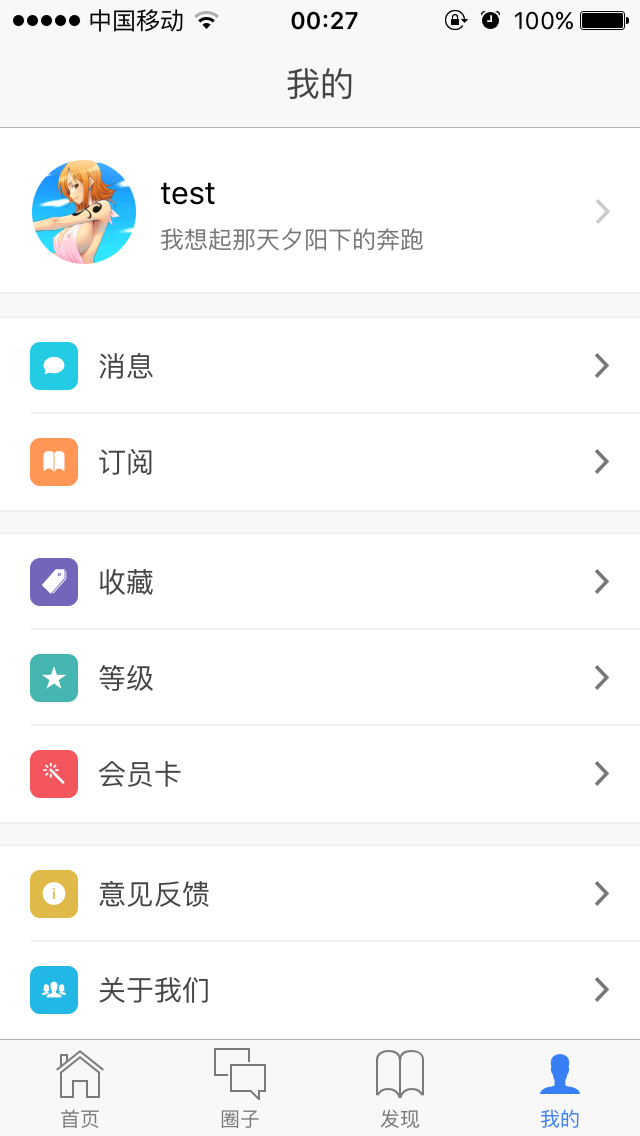 中国移动 00:27 100%
我的
test
我想起那天夕阳下的奔跑
消息
订阅
收藏
等级
会员卡
意见反馈
关于我们
首页 圈子 发现 我的